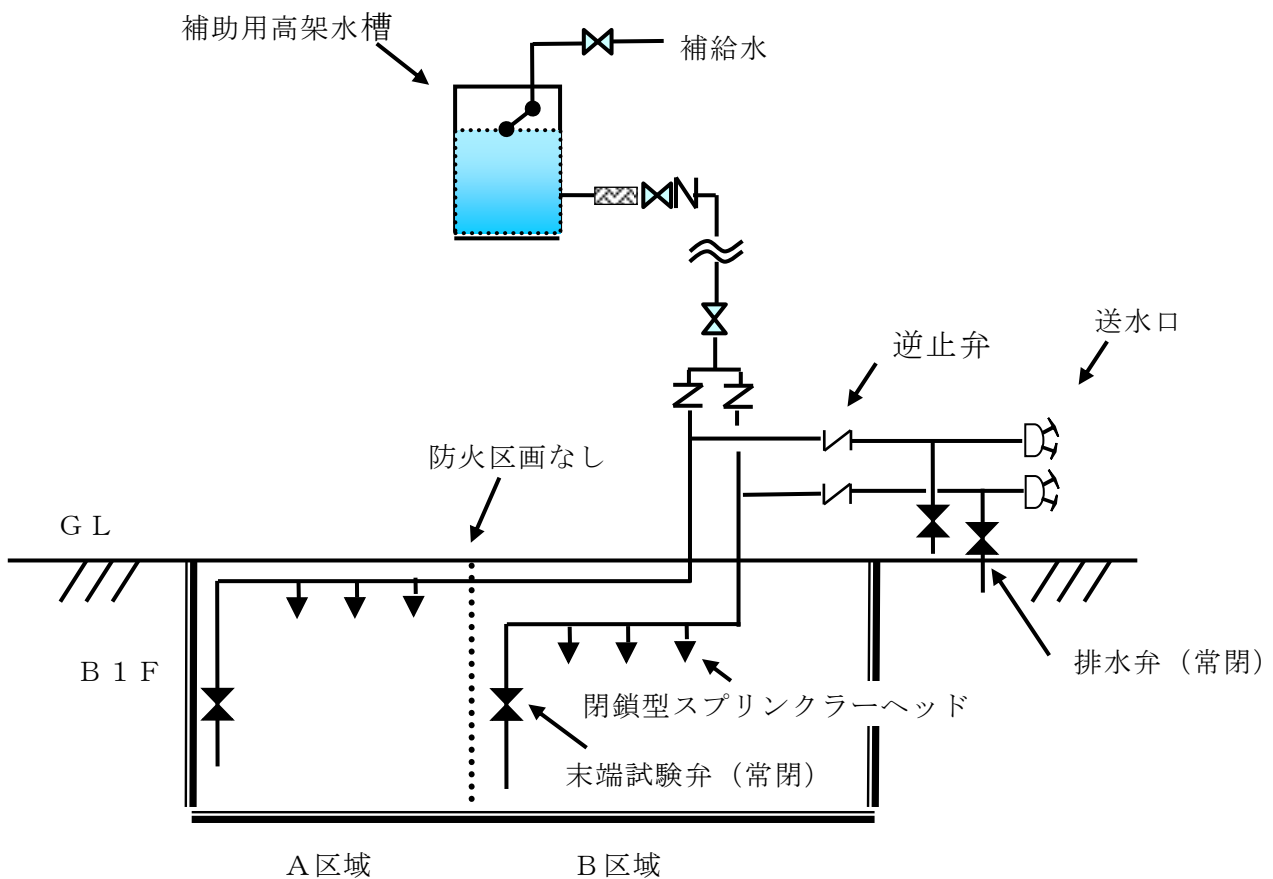 補助用高架水槽
補給水
送水口
逆止弁
防火区画なし
ＧＬ
Ｂ１Ｆ
排水弁（常閉）
閉鎖型スプリンクラーヘッド
末端試験弁（常閉）
Ａ区域
Ｂ区域